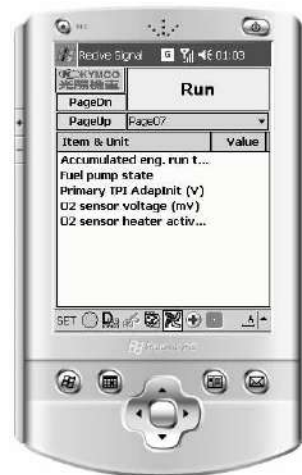 Recive Signal G 01:03
KYMCO
光陽機車
Run
PageDn
PageUp Page07
Item & Unit Value
Accumulated eng. run t...
Fuel pump state
Primary TPI AdapInit (V)
O2 sensor voltage (mV)
O2 sensor heater activ...
SET